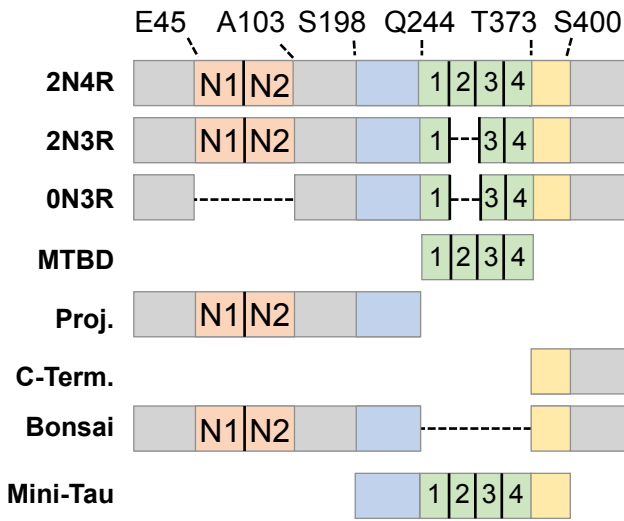 E45 A103 S198 Q244 T373 S400
2N4R N1 N2 1 2 3 4
2N3R N1 N2 1 3 4
0N3R 1 3 4
MTBD 1 2 3 4
Proj. N1 N2
C-Term.
Bonsai N1 N2
Mini-Tau 1 2 3 4